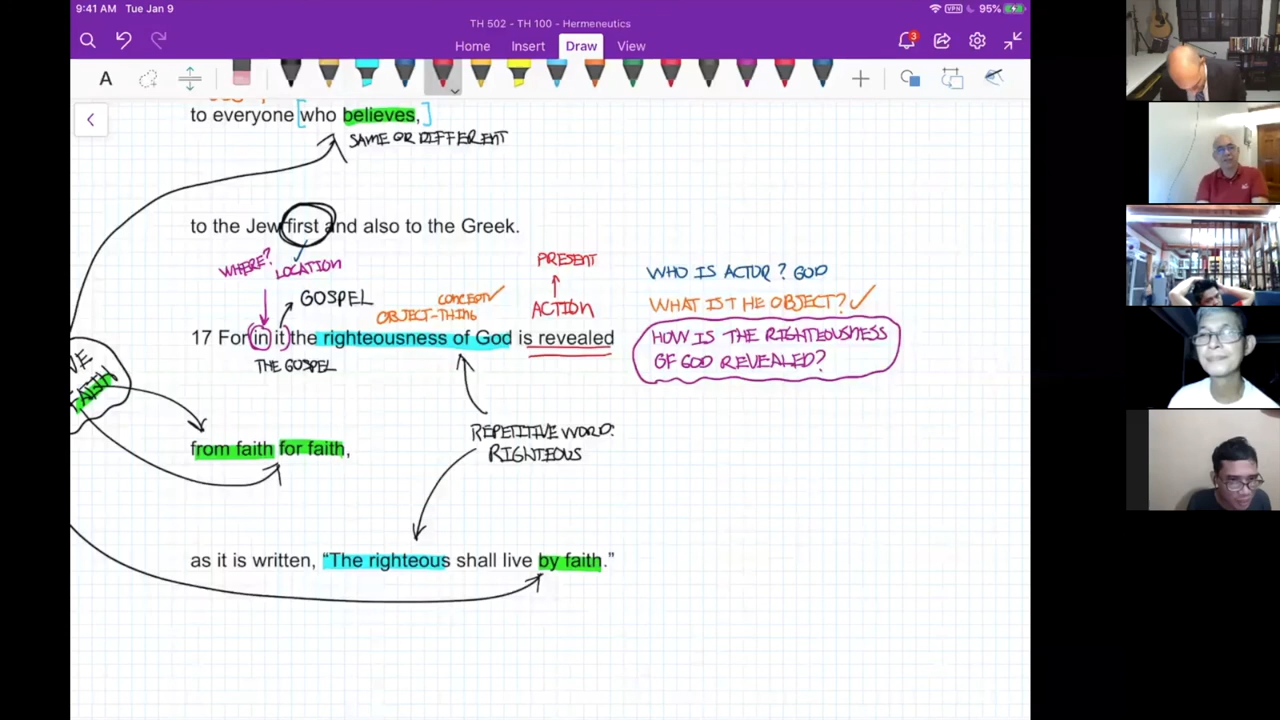 9:41 AM Tue Jan 9
VPN 95%
TH 502 - TH 100 - Hermeneutics
Home Insert Draw View
3
A
to everyone [who believes,]
SAME OR DIFFERENT
to the Jew first and also to the Greek.
WHERE? LOCATION
PRESENT
WHO IS ACTOR? GOD
GOSPEL
CONCEPT ✓
OBJECT-THING
ACTION
WHAT IS THE OBJECT? ✓
17 For in it the righteousness of God is revealed
HOW IS THE RIGHTEOUSNESS
OF GOD REVEALED?
THE GOSPEL
FAITH
from faith for faith,
REPETITIVE WORD:
RIGHTEOUS
as it is written, “The righteous shall live by faith.”